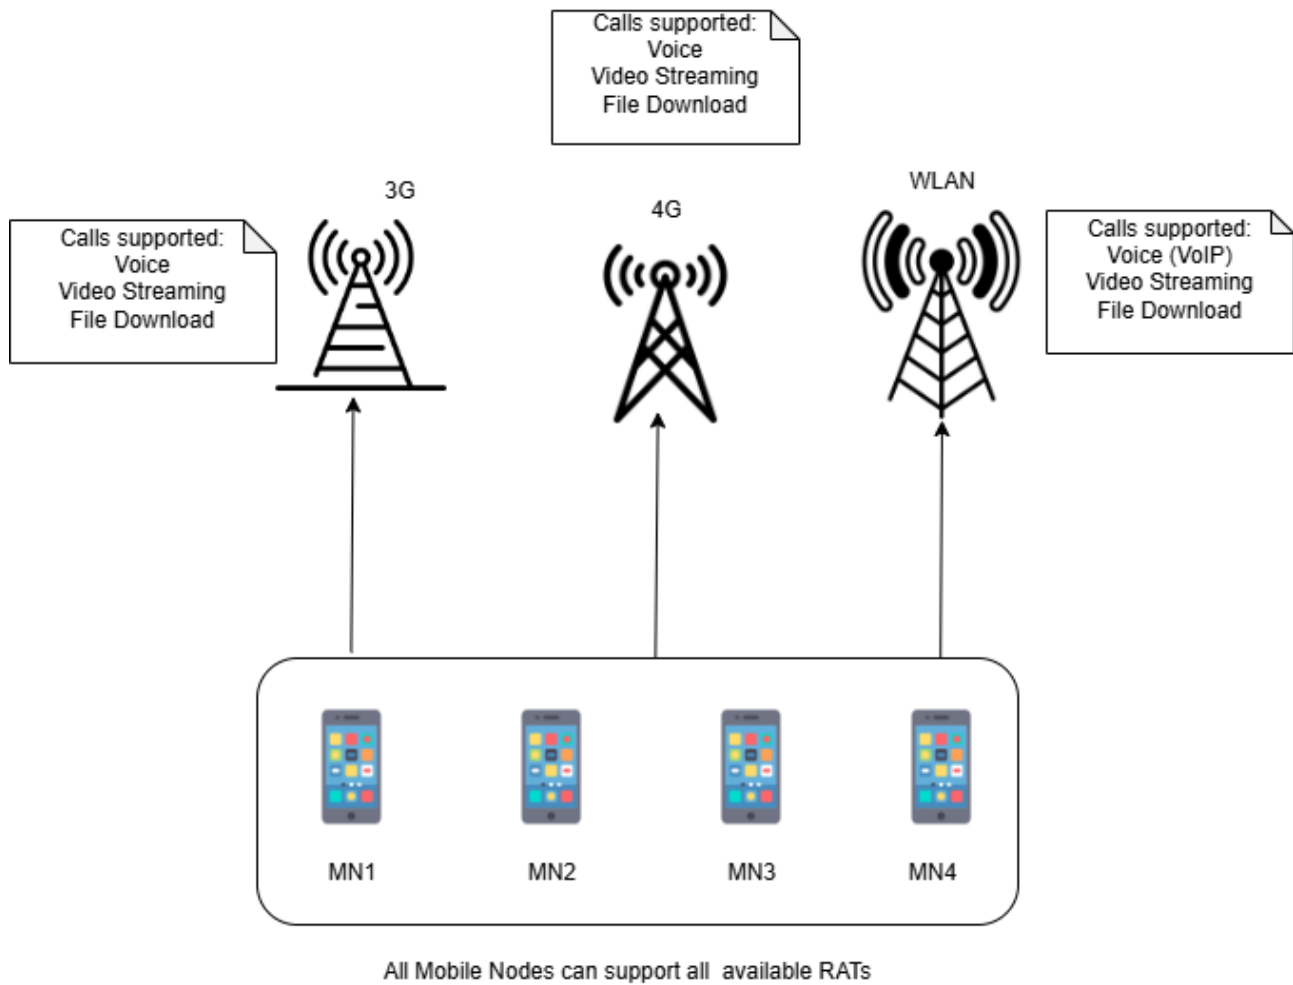 Calls supported:
Voice
Video Streaming
File Download
3G
4G
WLAN
Calls supported:
Voice
Video Streaming
File Download
Calls supported:
Voice (VoIP)
Video Streaming
File Download
MN1
MN2
MN3
MN4
All Mobile Nodes can support all  available RATs